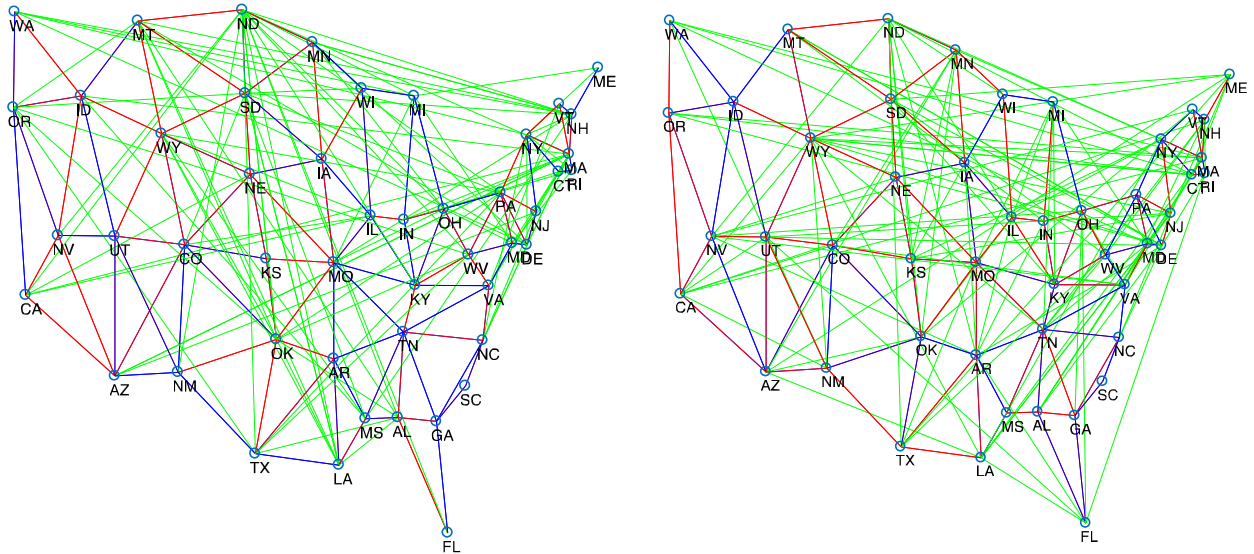 WA
MT
ND
MN
ME
WI
MI
SD
ID
OR
VT
NH
NY
WY
MA
IA
NE
CT
RI
PA
IL
IN
OH
NJ
NV
UT
CO
MD
DE
KS
MO
WV
KY
VA
CA
OK
TN
NC
AR
AZ
NM
SC
MS
AL
GA
TX
LA
FL
WA
MT
ND
MN
ME
WI
MI
SD
ID
OR
VT
NH
NY
WY
IA
MA
NE
CT
RI
PA
IL
IN
OH
NJ
NV
UT
CO
MD
DE
KS
MO
WV
KY
VA
CA
OK
TN
NC
AR
AZ
NM
SC
MS
AL
GA
TX
LA
FL